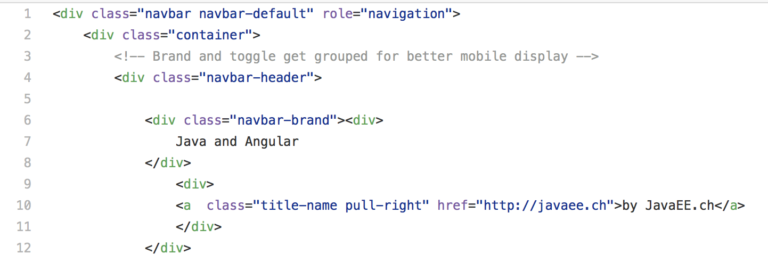 1 <div class="navbar navbar-default" role="navigation">
2 <div class="container">
3 <!-- Brand and toggle get grouped for better mobile display -->
4 <div class="navbar-header">
5
6 <div class="navbar-brand"><div>
7 Java and Angular
8 </div>
9 <div>
10 <a  class="title-name pull-right" href="http://javaee.ch">by JavaEE.ch</a>
11 </div>
12 </div>